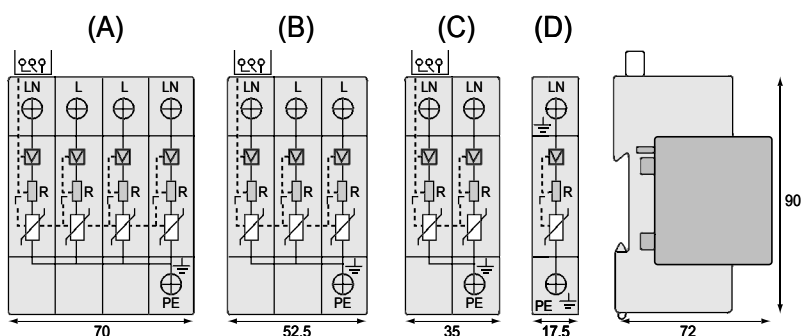 (A) (B) (C) (D)
LN L L LN LN L L LN LN LN
V V V V V V V V V V
R R R R R R R R R R
90
PE PE PE PE
70 52.5 35 17.5 72